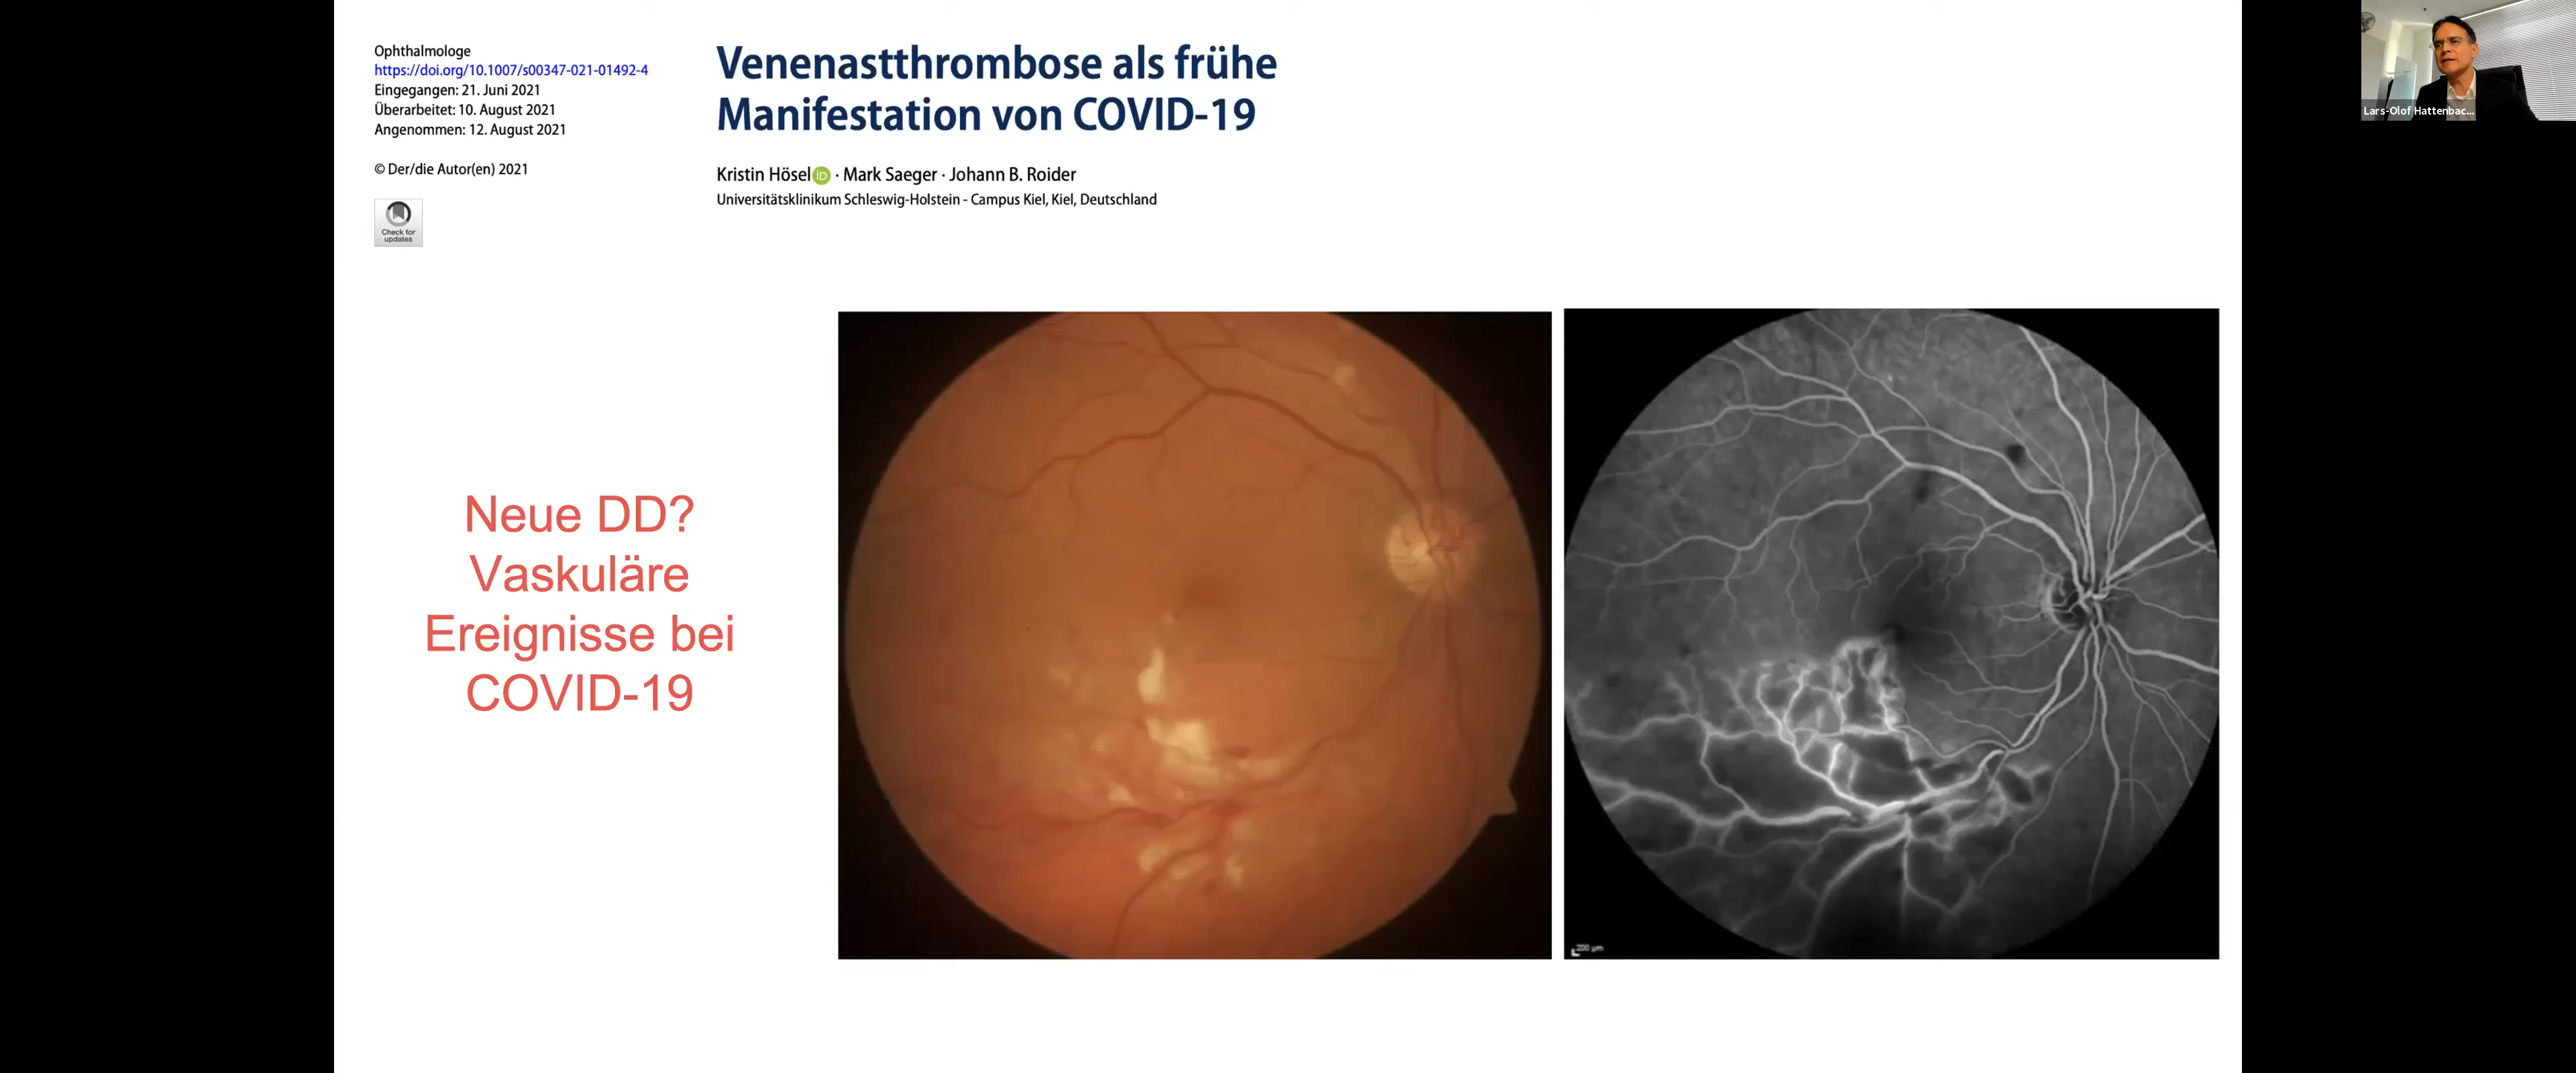 Ophthalmologe
https://doi.org/10.1007/s00347-021-01492-4
Eingegangen: 21. Juni 2021
Überarbeitet: 10. August 2021
Angenommen: 12. August 2021
© Der/die Autor(en) 2021
Check for
updates
Venenastthrombose als frühe
Manifestation von COVID-19
Kristin Hösel iD · Mark Saeger · Johann B. Roider
Universitätsklinikum Schleswig-Holstein - Campus Kiel, Kiel, Deutschland
Neue DD?
Vaskuläre
Ereignisse bei
COVID-19
200 µm
Lars-Olof Hattenbac...